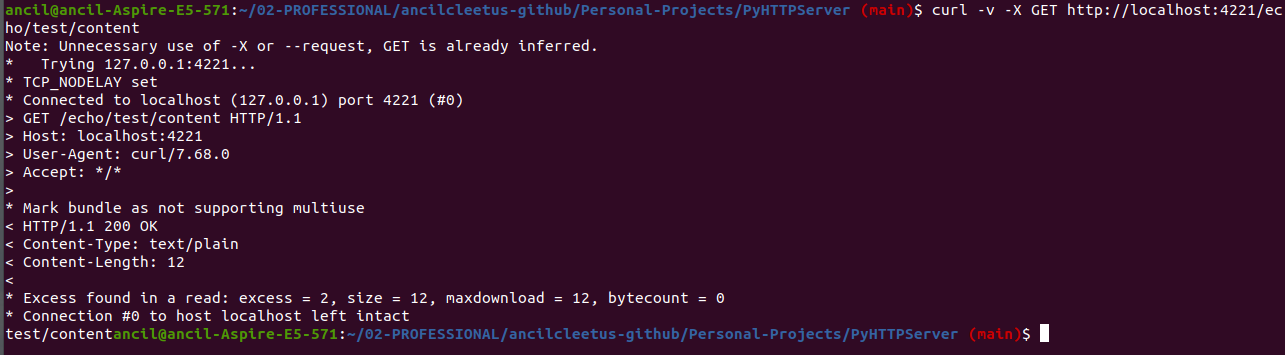 ancil@ancil-Aspire-E5-571:~/02-PROFESSIONAL/ancilcleetus-github/Personal-Projects/PyHTTPServer (main)$ curl -v -X GET http://localhost:4221/ec
ho/test/content
Note: Unnecessary use of -X or --request, GET is already inferred.
*   Trying 127.0.0.1:4221...
* TCP_NODELAY set
* Connected to localhost (127.0.0.1) port 4221 (#0)
> GET /echo/test/content HTTP/1.1
> Host: localhost:4221
> User-Agent: curl/7.68.0
> Accept: */*
>
* Mark bundle as not supporting multiuse
< HTTP/1.1 200 OK
< Content-Type: text/plain
< Content-Length: 12
<
* Excess found in a read: excess = 2, size = 12, maxdownload = 12, bytecount = 0
* Connection #0 to host localhost left intact
test/contentancil@ancil-Aspire-E5-571:~/02-PROFESSIONAL/ancilcleetus-github/Personal-Projects/PyHTTPServer (main)$